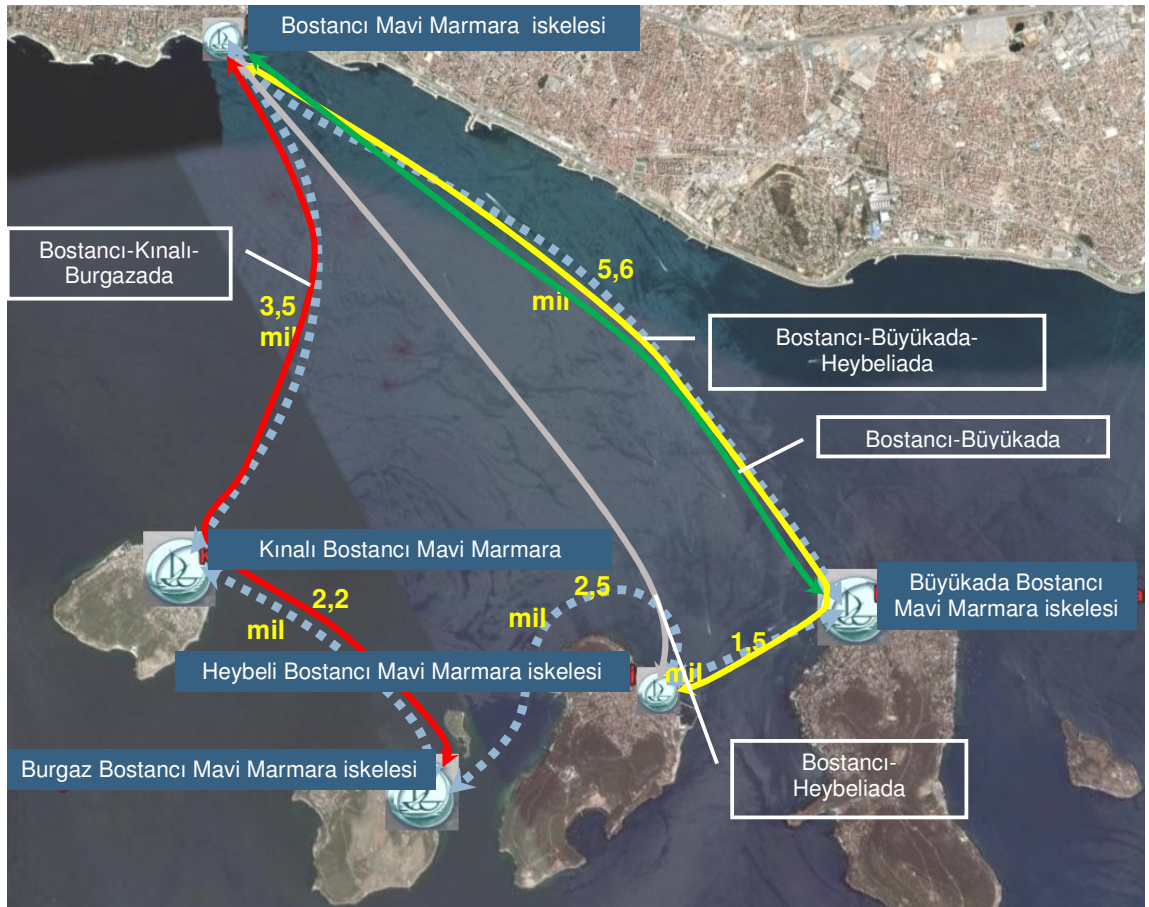 Bostancı Mavi Marmara iskelesi
Bostancı-Kınalı-
Burgazada
3,5
mil
5,6
mil
Bostancı-Büyükada-
Heybeliada
Bostancı-Büyükada
Kınalı Bostancı Mavi Marmara
Büyükada Bostancı
Mavi Marmara iskelesi
2,2
mil
2,5
mil
1,5
mil
Heybeli Bostancı Mavi Marmara iskelesi
Burgaz Bostancı Mavi Marmara iskelesi
Bostancı-
Heybeliada